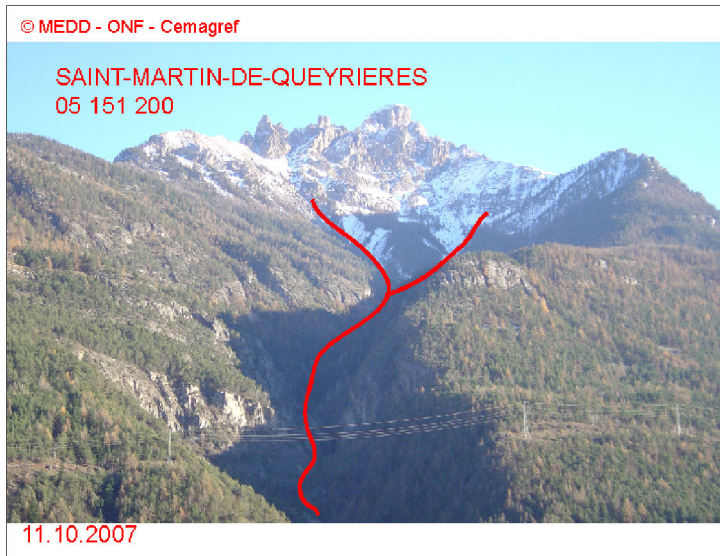 © MEDD - ONF - Cemagref
SAINT-MARTIN-DE-QUEYRIERES
05 151 200
11.10.2007